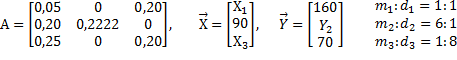 A = [0,05 0 0,20; 0,20 0,2222 0; 0,25 0 0,20], X⃗ = [X₁; 90; X₃], Y⃗ = [160; Y₂; 70] m₁:d₁ = 1:1
m₂:d₂ = 6:1
m₃:d₃ = 1:8